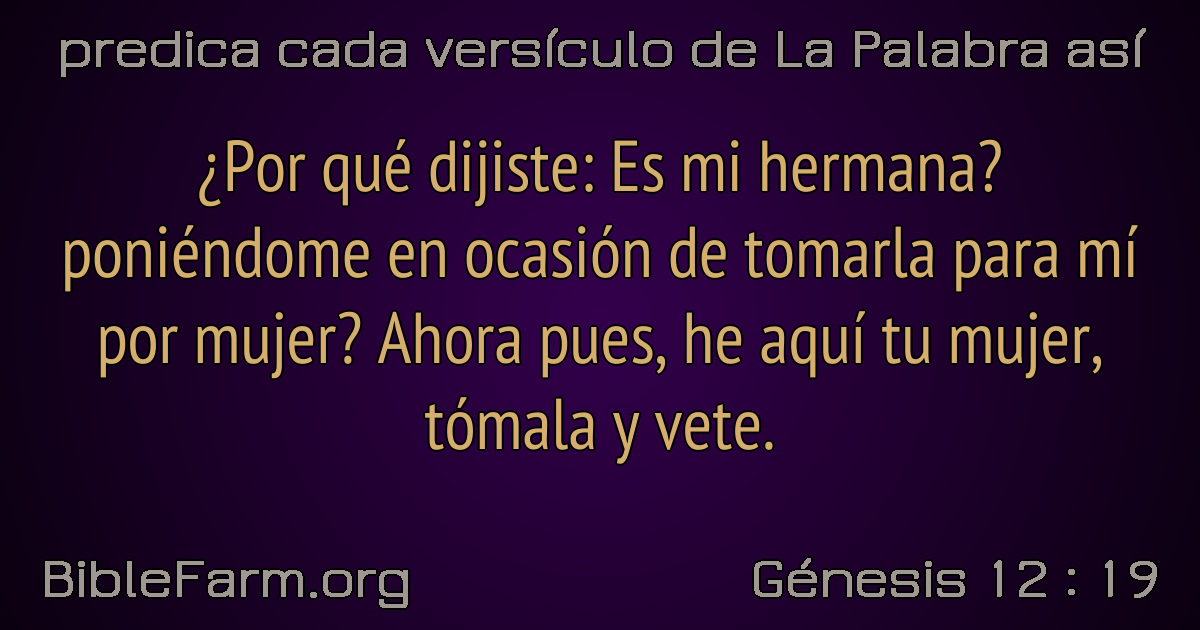 predica cada versículo de La Palabra así
¿Por qué dijiste: Es mi hermana?
poniéndome en ocasión de tomarla para mí
por mujer? Ahora pues, he aquí tu mujer,
tómala y vete.
BibleFarm.org
Génesis 12 : 19